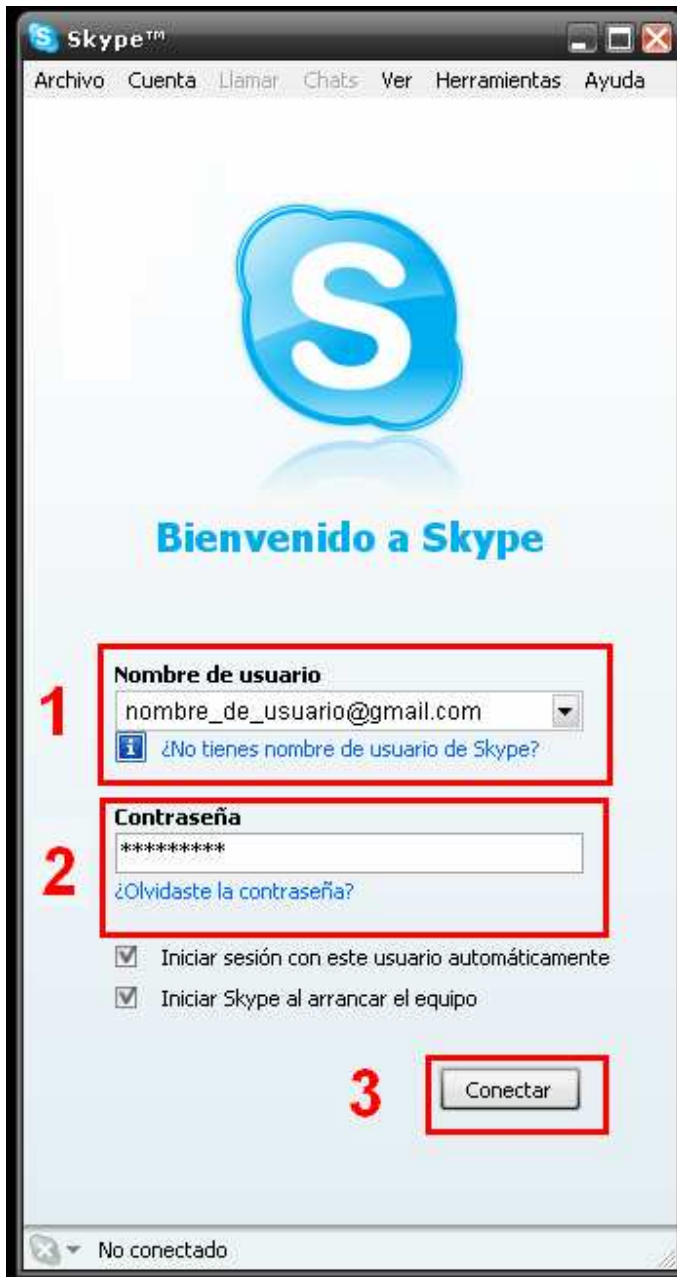 Skype™
Archivo Cuenta Llamar Chats Ver Herramientas Ayuda
S
Bienvenido a Skype
1
Nombre de usuario
nombre_de_usuario@gmail.com
¿No tienes nombre de usuario de Skype?
2
Contraseña
*********
¿Olvidaste la contraseña?
Iniciar sesión con este usuario automáticamente
Iniciar Skype al arrancar el equipo
3
Conectar
No conectado